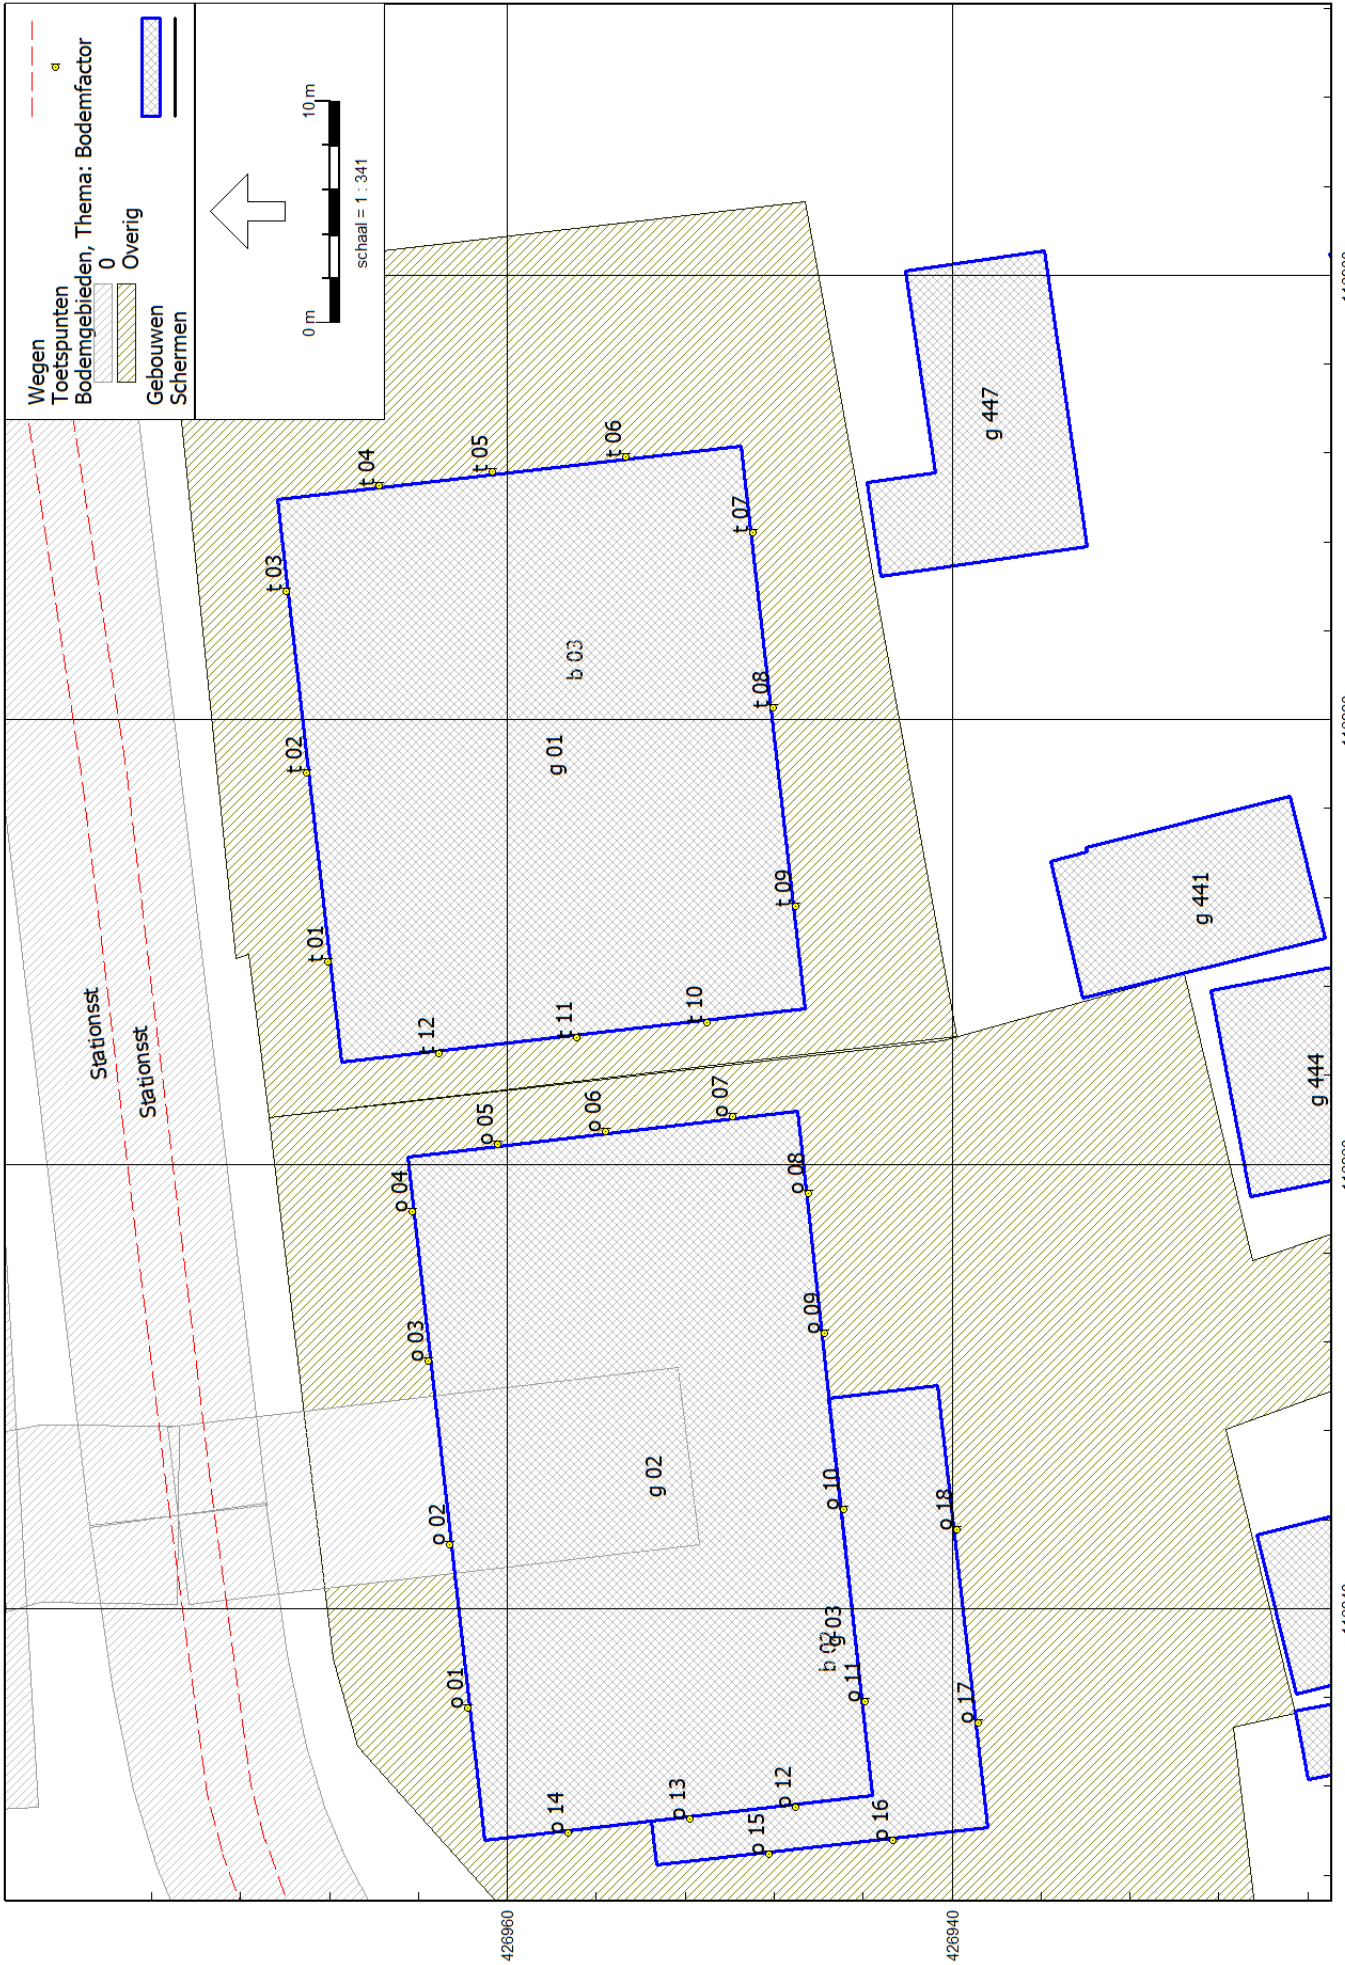 Wegen
Toetspunten
Bodemgebieden, Thema: Bodemfactor
0
Overig
Gebouwen
Schermen
0 m
10 m
schaal = 1 : 341
Stationsst
Stationsst
t 01
t 02
t 03
t 04
t 05
t 06
t 07
t 08
t 09
t 10
t 11
t 12
g 01
b 03
o 01
o 02
o 03
o 04
o 05
o 06
o 07
o 08
o 09
o 10
o 11
o 12
o 13
o 14
o 15
o 16
o 17
o 18
g 02
g 03
g 447
g 441
g 444
426960
426940